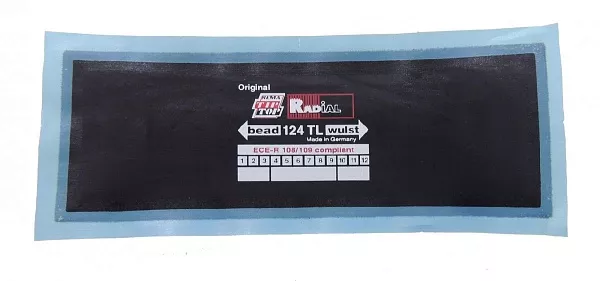 Original
REMA
TIP
TOP
RADIAL
bead 124 TL wulst
Made in Germany
ECE-R 108/109 compliant
1 2 3 4 5 6 7 8 9 10 11 12